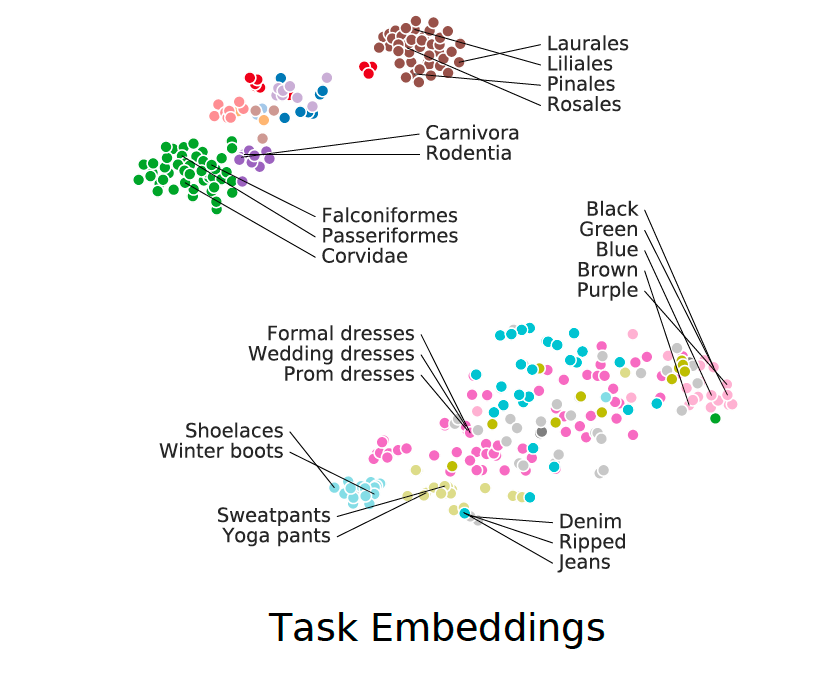 Laurales
Liliales
Pinales
Rosales
Carnivora
Rodentia
Falconiformes
Passeriformes
Corvidae
Black
Green
Blue
Brown
Purple
Formal dresses
Wedding dresses
Prom dresses
Shoelaces
Winter boots
Sweatpants
Yoga pants
Denim
Ripped
Jeans
Task Embeddings